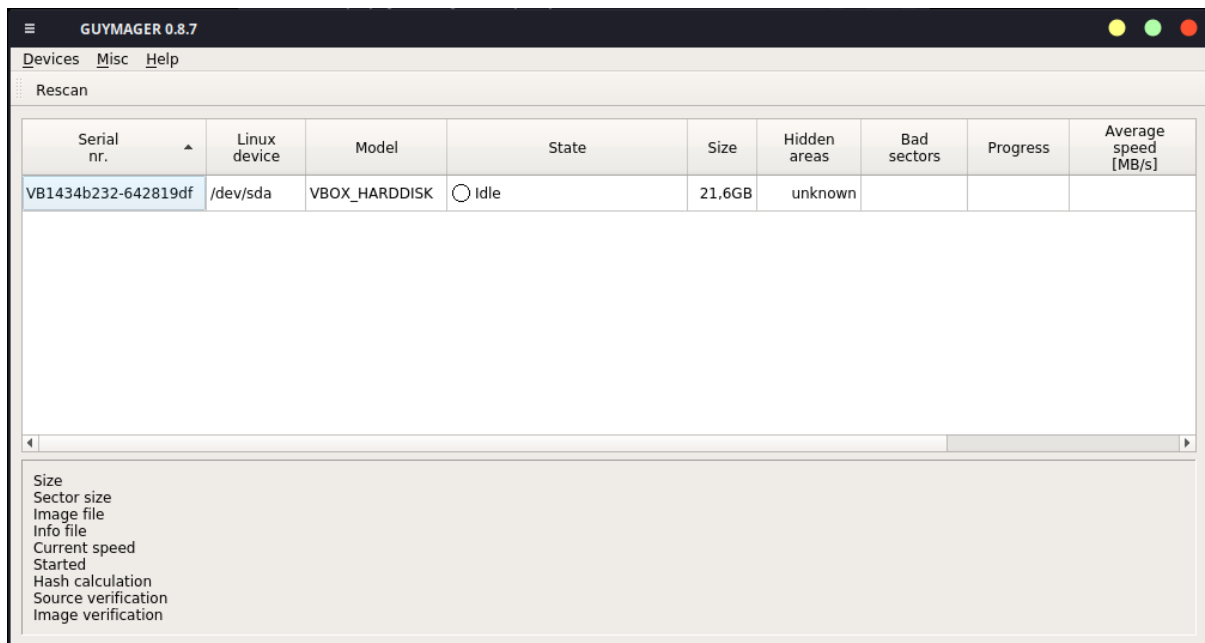 GUYMAGER 0.8.7
Devices Misc Help
Rescan
Serial nr.
Linux device
Model
State
Size
Hidden areas
Bad sectors
Progress
Average speed [MB/s]
VB1434b232-642819df /dev/sda VBOX_HARDDISK Idle 21,6GB unknown
Size
Sector size
Image file
Info file
Current speed
Started
Hash calculation
Source verification
Image verification